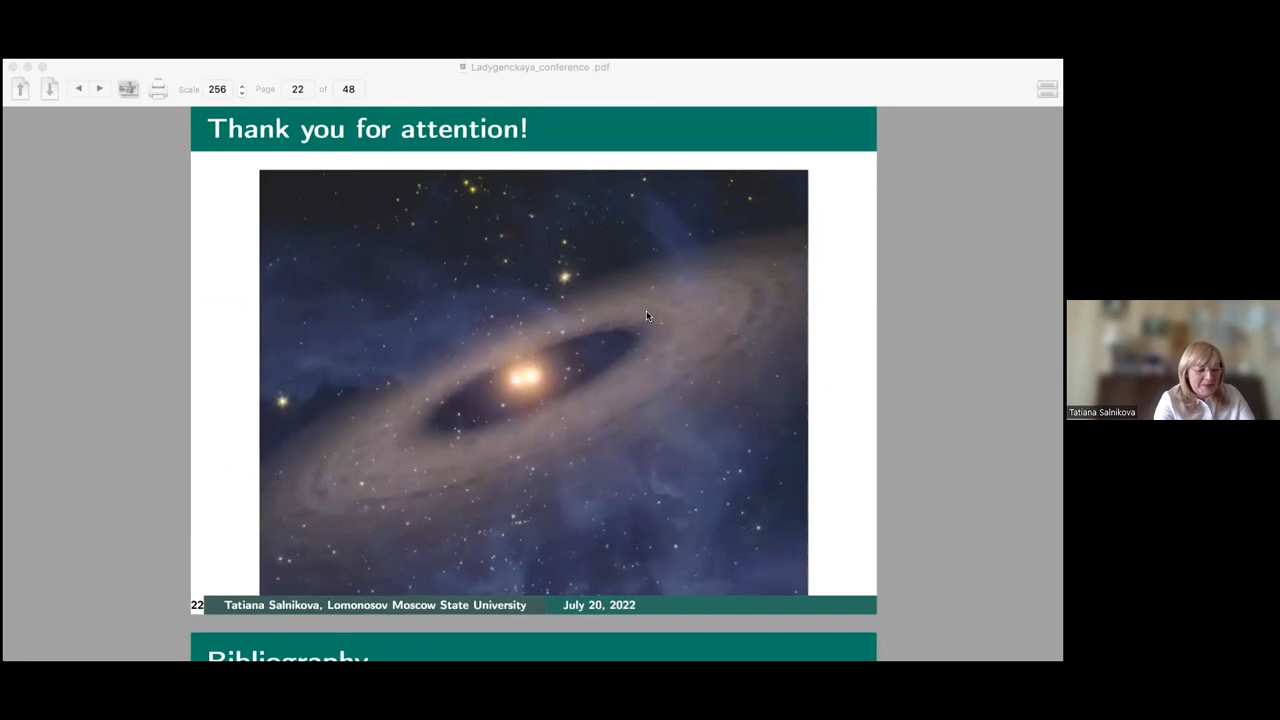 Ladygenckaya_conference .pdf
Scale 256 Page 22 of 48
Thank you for attention!
Tatiana Salnikova
22 Tatiana Salnikova, Lomonosov Moscow State University July 20, 2022
Bibliography